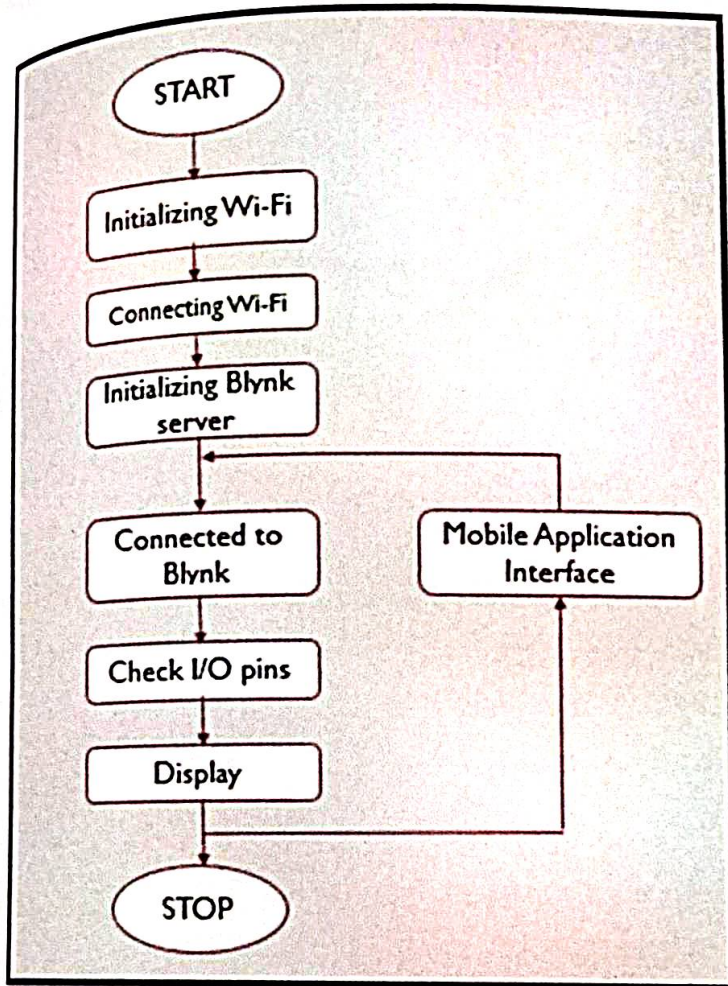 START
Initializing Wi-Fi
Connecting Wi-Fi
Initializing Blynk
server
Connected to
Blynk
Mobile Application
Interface
Check I/O pins
Display
STOP